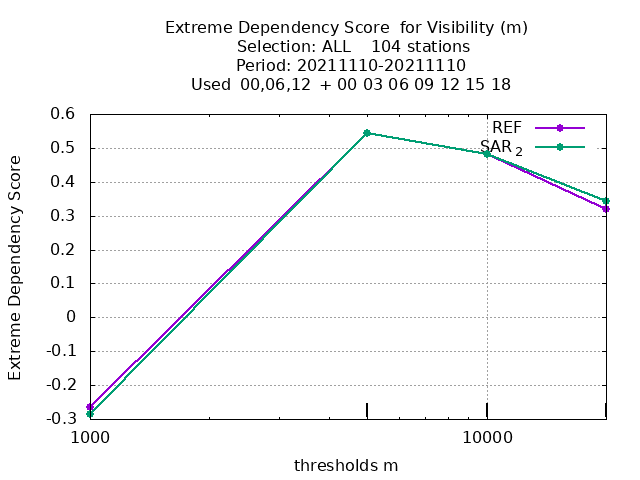 Extreme Dependency Score  for Visibility (m)
Selection: ALL    104 stations
Period: 20211110-20211110
Used  00,06,12  + 00 03 06 09 12 15 18
Extreme Dependency Score
0.6
0.5
0.4
0.3
0.2
0.1
0
-0.1
-0.2
-0.3
REF
SAR 2
1000
10000
thresholds m